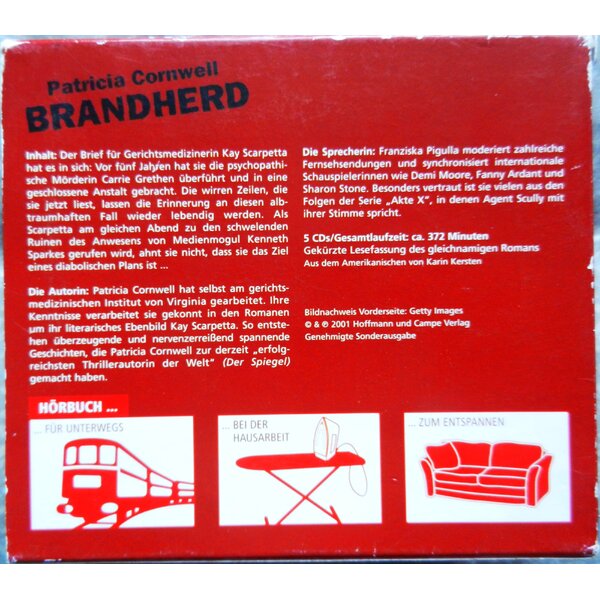 Patricia Cornwell
BRANDHERD
Inhalt: Der Brief für Gerichtsmedizinerin Kay Scarpetta
hat es in sich: Vor fünf Jahren hat sie die psychopathi-
sche Mörderin Carrie Grethen überführt und in eine
geschlossene Anstalt gebracht. Die wirren Zeilen, die
sie jetzt liest, lassen die Erinnerung an diesen alb-
traumhaften Fall wieder lebendig werden. Als
Scarpetta am gleichen Abend zu den schwelenden
Ruinen des Anwesens von Medienmogul Kenneth
Sparkes gerufen wird, ahnt sie nicht, dass sie das Ziel
eines diabolischen Plans ist ...
Die Autorin: Patricia Cornwell hat selbst am gerichts-
medizinischen Institut von Virginia gearbeitet. Ihre
Kenntnisse verarbeitet sie gekonnt in den Romanen
um ihr literarisches Ebenbild Kay Scarpetta. So entste-
hen überzeugende und nervenzerreißend spannende
Geschichten, die Patricia Cornwell zur derzeit „erfolg-
reichsten Thrillerautorin der Welt" (Der Spiegel)
gemacht haben.
Die Sprecherin: Franziska Pigulla moderiert zahlreiche
Fernsehsendungen und synchronisiert internationale
Schauspielerinnen wie Demi Moore, Fanny Ardant und
Sharon Stone. Besonders vertraut ist sie vielen aus den
Folgen der Serie „Akte X", in denen Agent Scully mit
ihrer Stimme spricht.
5 CDs/Gesamtlaufzeit: ca. 372 Minuten
Gekürzte Lesefassung des gleichnamigen Romans
Aus dem Amerikanischen von Karin Kersten
Bildnachweis Vorderseite: Getty Images
© & ℗ 2001 Hoffmann und Campe Verlag
Genehmigte Sonderausgabe
HÖRBUCH ...
... FÜR UNTERWEGS
... BEI DER
HAUSARBEIT
... ZUM ENTSPANNEN